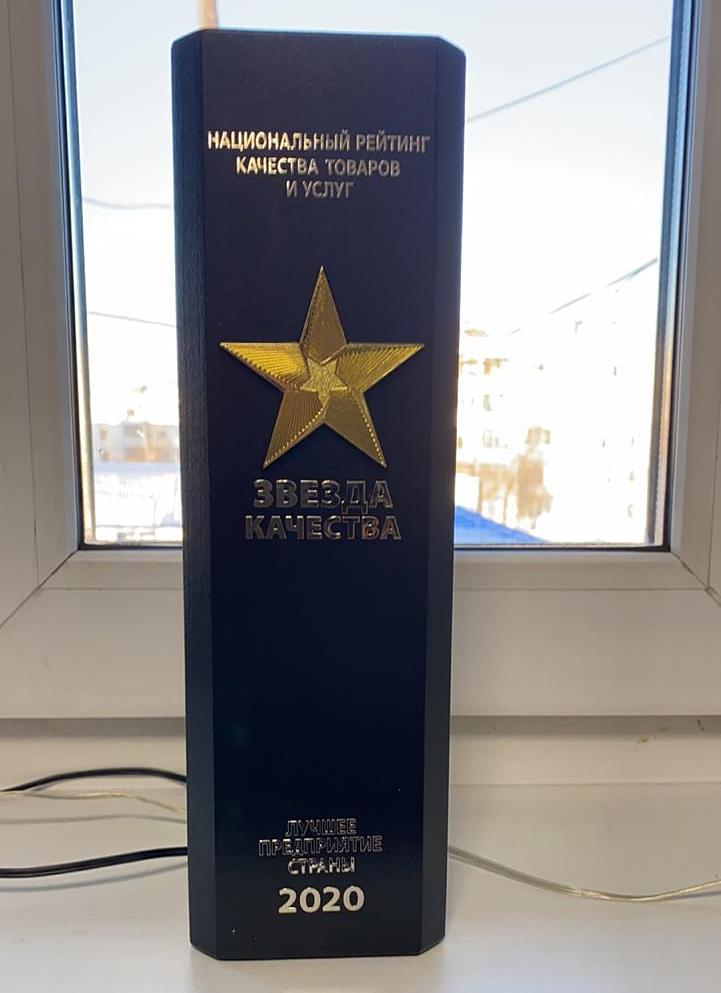 НАЦИОНАЛЬНЫЙ РЕЙТИНГ
КАЧЕСТВА ТОВАРОВ
И УСЛУГ
ЗВЕЗДА
КАЧЕСТВА
ЛУЧШЕЕ
ПРЕДПРИЯТИЕ
СТРАНЫ
2020